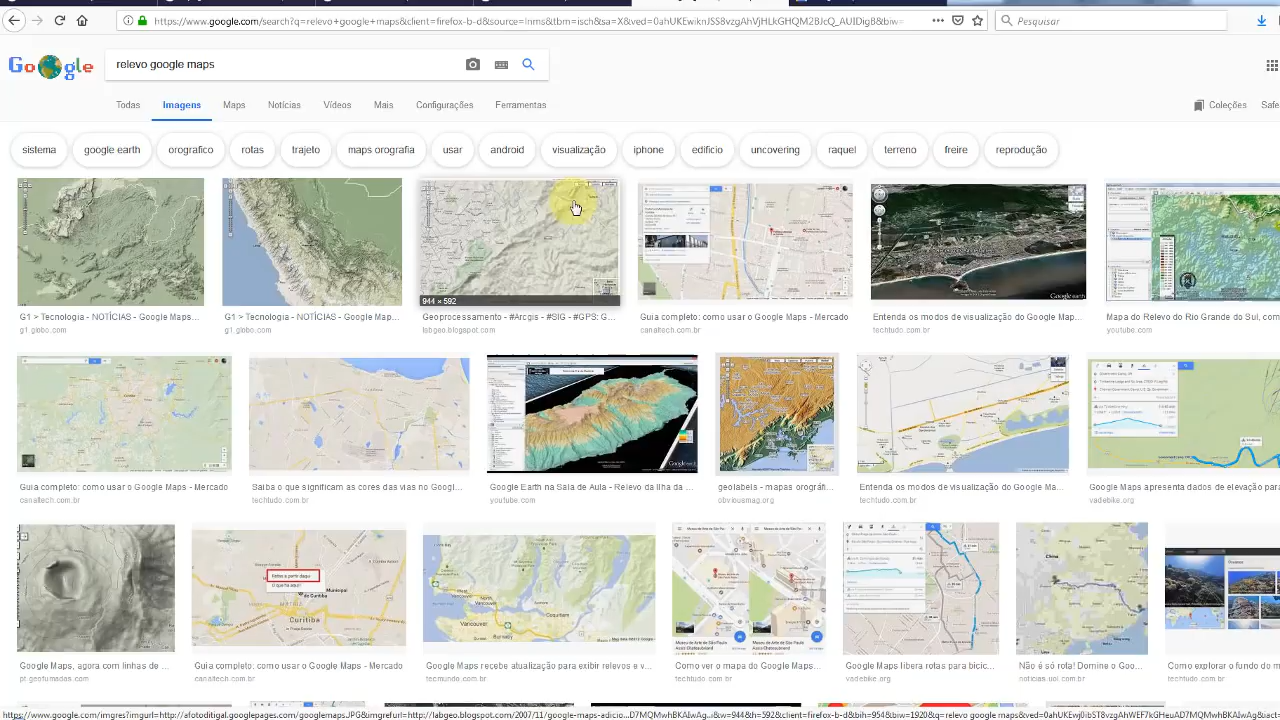 https://www.google.com/search?q=relevo+google+maps&client=firefox-b-d&source=lnms&tbm=isch&sa=X&ved=0ahUKEwikn
Pesquisar
Google
relevo google maps
Todas
Imagens
Maps
Notícias
Vídeos
Mais
Configurações
Ferramentas
Coleções
Safe
sistema
google earth
orografico
rotas
trajeto
maps orografia
usar
android
visualização
iphone
edificio
uncovering
raquel
terreno
freire
reprodução
944 × 592
G1 > Tecnologia - NOTÍCIAS - Google Maps...
G1 > Tecnologia - NOTÍCIAS - Google Maps...
Geoprocessamento - #Arcgis - #SIG - #GPS: G...
Guia completo: como usar o Google Maps - Mercado
Entenda os modos de visualização do Google Map...
Mapa do Relevo do Rio Grande do Sul, com
g1.globo.com
g1.globo.com
labgeo.blogspot.com
canaltech.com.br
techtudo.com.br
youtube.com
Guia completo: como usar o Google Maps - Mercado
Saiba o que significam as cores das vias no Googl...
Google Earth na Sala de Aula - Relevo da Ilha da ...
geolabels - mapas orográfi...
Entenda os modos de visualização do Google Ma...
Google Maps apresenta dados de elevação para
canaltech.com.br
techtudo.com.br
youtube.com
obviousmag.org
techtudo.com.br
vadebike.org
Curitiba
Google Maps, agora com linhas de ...
Guia completo: como usar o Google Maps - Mercado
Google Maps recebe atualização para exibir relevos e v...
Como ver o mapa do Google Maps...
Google Maps libera rotas para bicic...
Não é só rota! Domine o Goo...
Como explorar o fundo do m
pt.geofumadas.com
canaltech.com.br
tecmundo.com.br
techtudo.com.br
vadebike.org
noticias.uol.com.br
techtudo.com.br